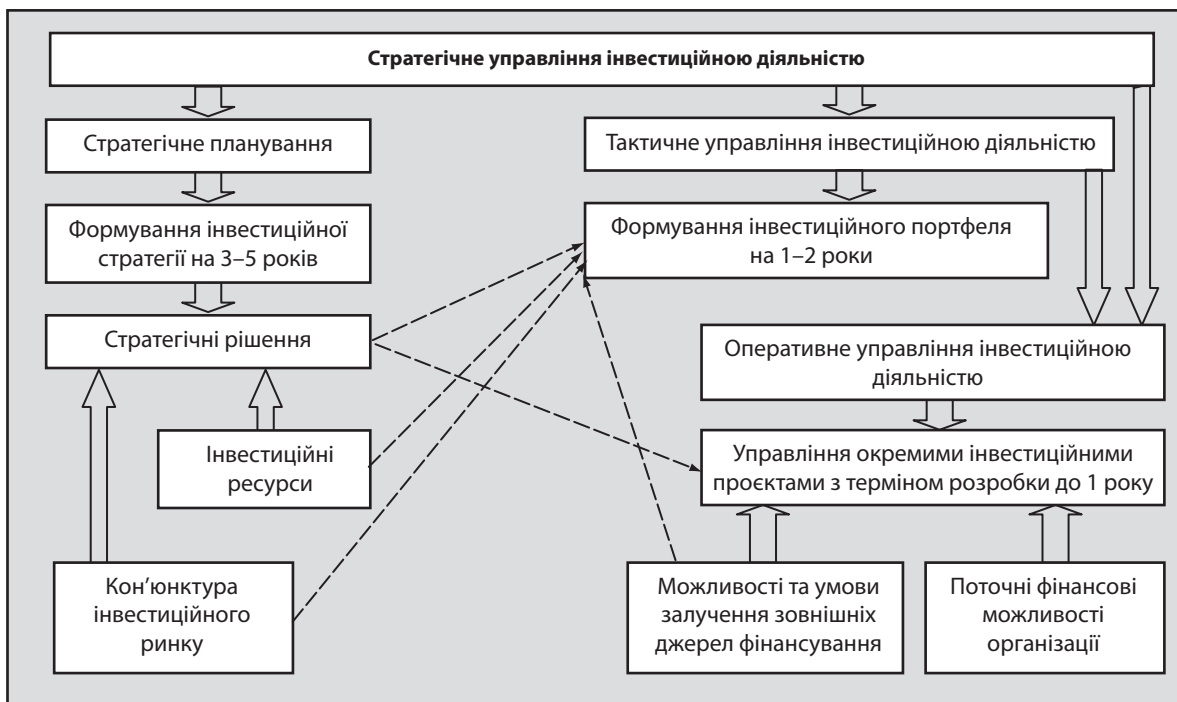 Стратегічне управління інвестиційною діяльністю
Стратегічне планування
Формування інвестиційної
стратегії на 3–5 років
Стратегічні рішення
Інвестиційні
ресурси
Кон'юнктура
інвестиційного
ринку
Тактичне управління інвестиційною діяльністю
Формування інвестиційного портфеля
на 1–2 роки
Оперативне управління інвестиційною
діяльністю
Управління окремими інвестиційними
проєктами з терміном розробки до 1 року
Можливості та умови
залучення зовнішніх
джерел фінансування
Поточні фінансові
можливості
організації